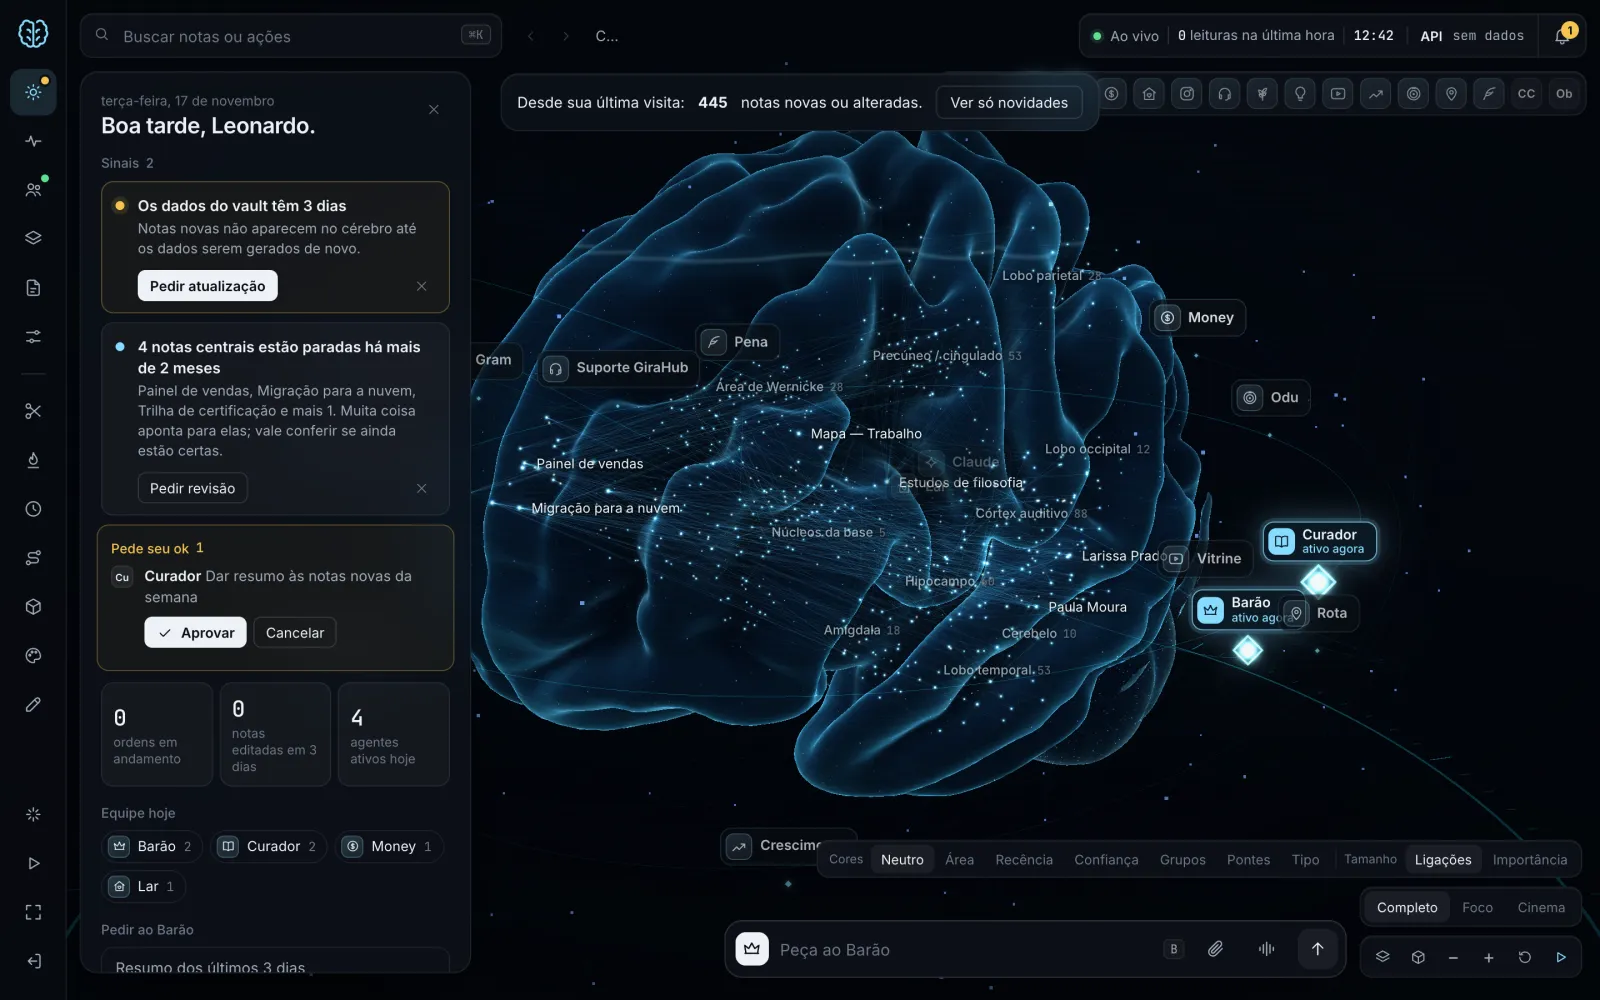 Buscar notas ou ações
⌘K
C...
Ao vivo
0 leituras na última hora
12:42
API sem dados
1
terça-feira, 17 de novembro
Boa tarde, Leonardo.
Sinais 2
Os dados do vault têm 3 dias
Notas novas não aparecem no cérebro até
os dados serem gerados de novo.
Pedir atualização
4 notas centrais estão paradas há mais
de 2 meses
Painel de vendas, Migração para a nuvem,
Trilha de certificação e mais 1. Muita coisa
aponta para elas; vale conferir se ainda
estão certas.
Pedir revisão
Pede seu ok 1
Cu
Curador Dar resumo às notas novas da
semana
Aprovar
Cancelar
0
ordens em
andamento
0
notas
editadas em 3
dias
4
agentes
ativos hoje
Equipe hoje
Barão 2
Curador 2
Money 1
Lar 1
Pedir ao Barão
Resumo dos últimos 3 dias
Desde sua última visita: 445 notas novas ou alteradas.
Ver só novidades
CC
Ob
Lobo parietal 28
Money
Pena
Gram
Suporte GiraHub
Precúneo / cingulado 53
Área de Wernicke 28
Odu
Mapa — Trabalho
Lobo occipital 12
Painel de vendas
Claude
Estudos de filosofia
Migração para a nuvem
Córtex auditivo 88
Núcleos da base 5
Curador
ativo agora
Larissa Prado
Vitrine
Hipocampo
Paula Moura
Barão
ativo agora
Rota
Amígdala 18
Cerebelo 10
Lobo temporal 53
Crescime
Cores
Neutro
Área
Recência
Confiança
Grupos
Pontes
Tipo
Tamanho
Ligações
Importância
Completo
Foco
Cinema
Peça ao Barão
B